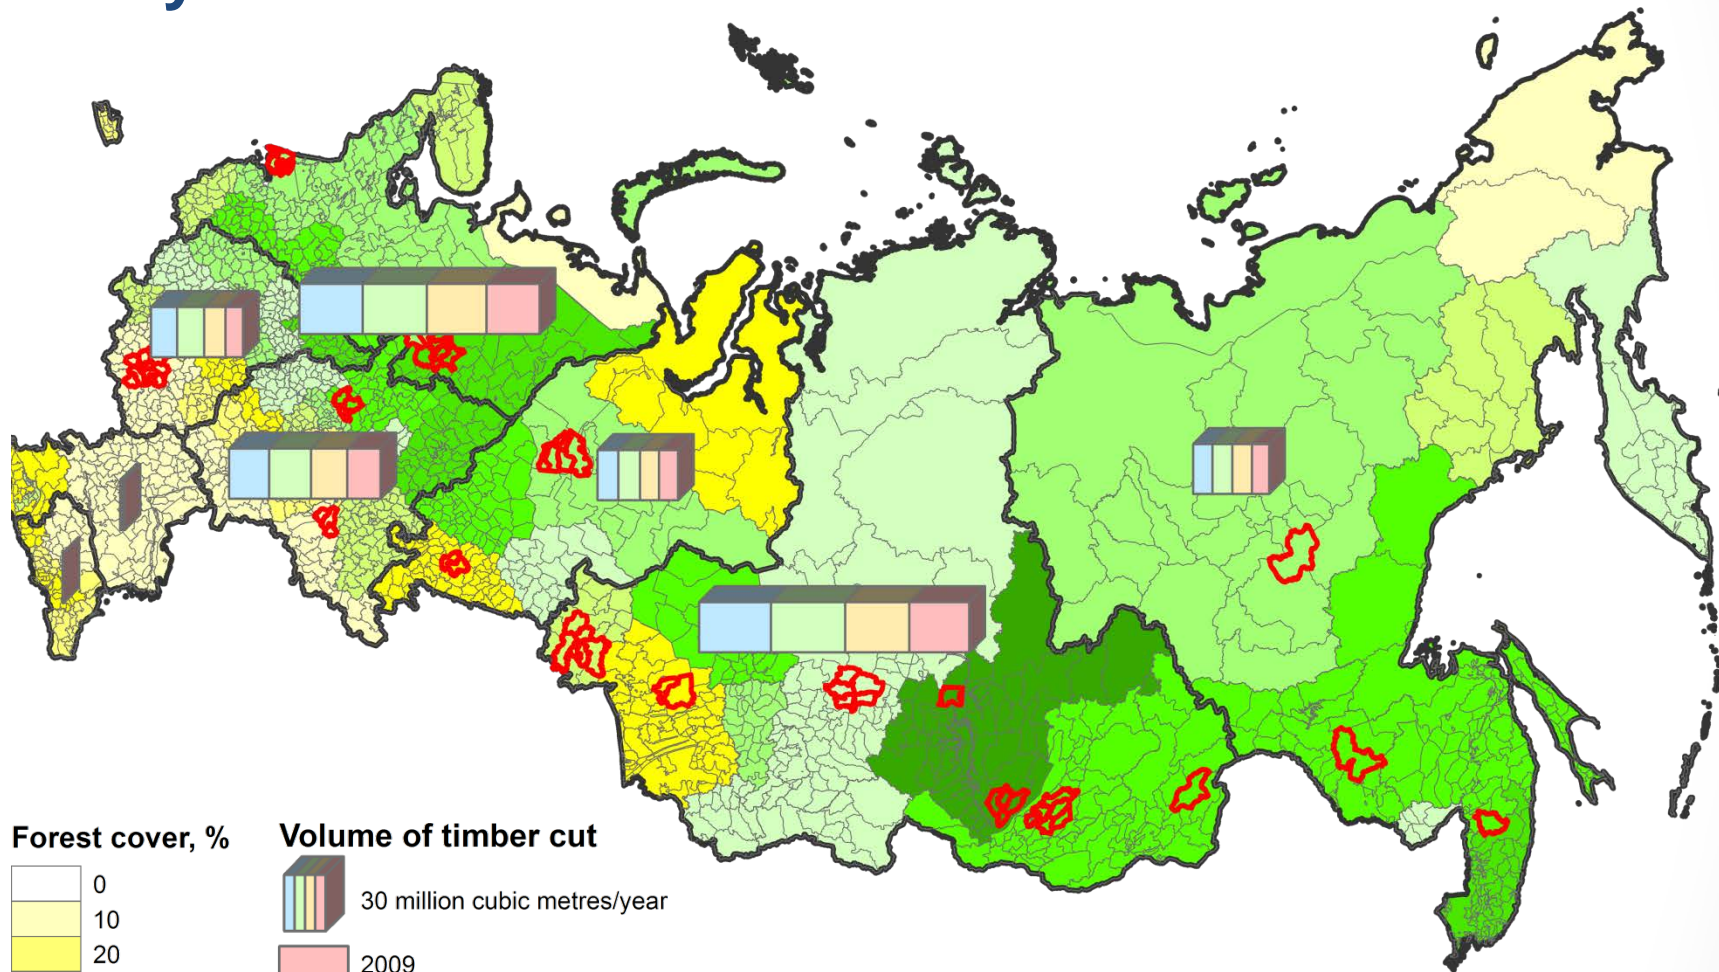 Forest cover, %
0
10
20
Volume of timber cut
30 million cubic metres/year
2009